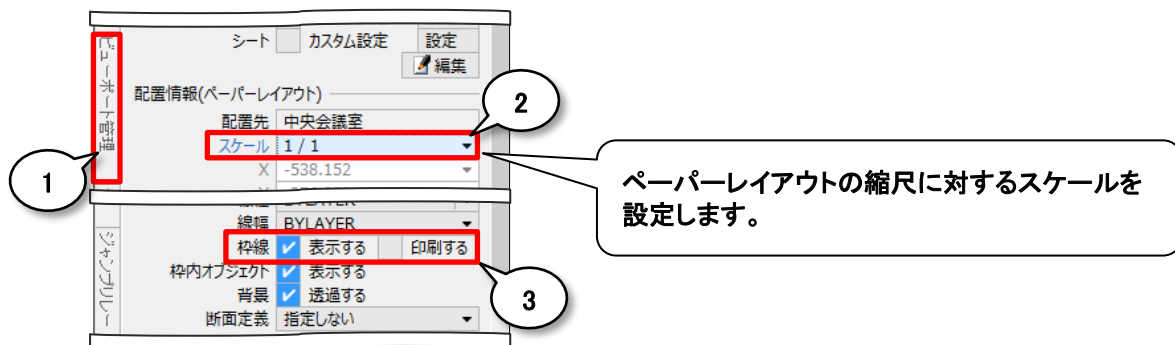 ビューポート管理
シート カスタム設定 設定
編集
配置情報(ペーパーレイアウト)
配置先 中央会議室
スケール 1 / 1
X -538.152
1
2
ペーパーレイアウトの縮尺に対するスケールを
設定します。
ジャンプリレー
線幅 BYLAYER
枠線 表示する 印刷する
枠内オブジェクト 表示する
背景 透過する
断面定義 指定しない
3